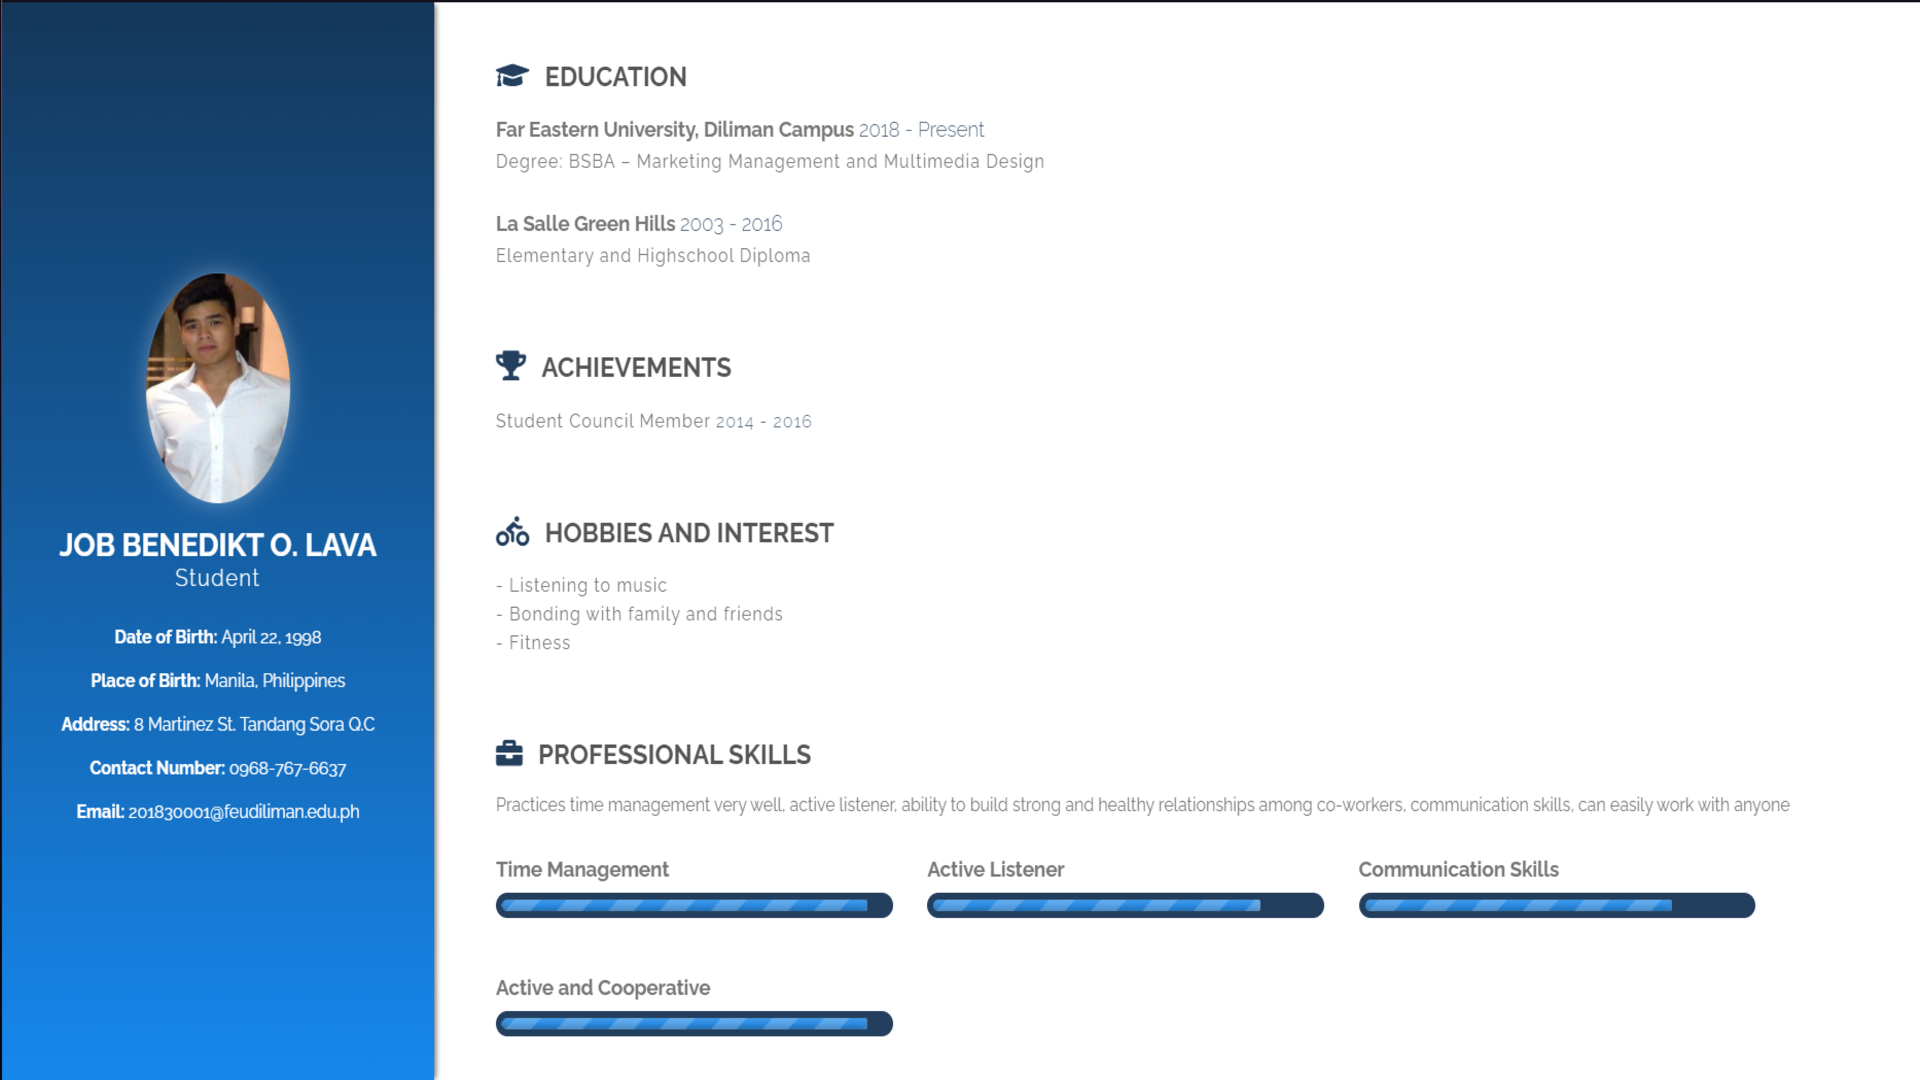 JOB BENEDIKT O. LAVA
Student
Date of Birth: April 22, 1998
Place of Birth: Manila, Philippines
Address: 8 Martinez St. Tandang Sora Q.C
Contact Number: 0968-767-6637
Email: 201830001@feudiliman.edu.ph
EDUCATION
Far Eastern University, Diliman Campus 2018 - Present
Degree: BSBA – Marketing Management and Multimedia Design
La Salle Green Hills 2003 - 2016
Elementary and Highschool Diploma
ACHIEVEMENTS
Student Council Member 2014 - 2016
HOBBIES AND INTEREST
- Listening to music
- Bonding with family and friends
- Fitness
PROFESSIONAL SKILLS
Practices time management very well, active listener, ability to build strong and healthy relationships among co-workers, communication skills, can easily work with anyone
Time Management
Active Listener
Communication Skills
Active and Cooperative